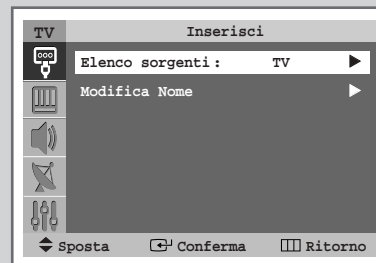 TV Inserisci
Elenco sorgenti : TV
Modifica Nome
Sposta Conferma Ritorno